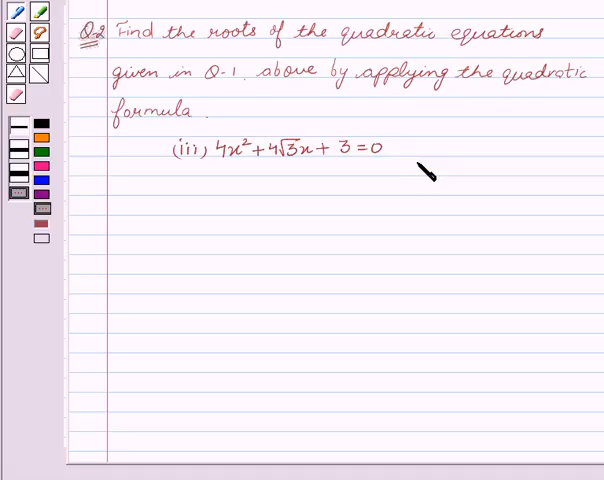 Q.2 Find the roots of the quadratic equations
given in Q.1. above by applying the quadratic
formula.
(iii) 4x² + 4√3x + 3 = 0